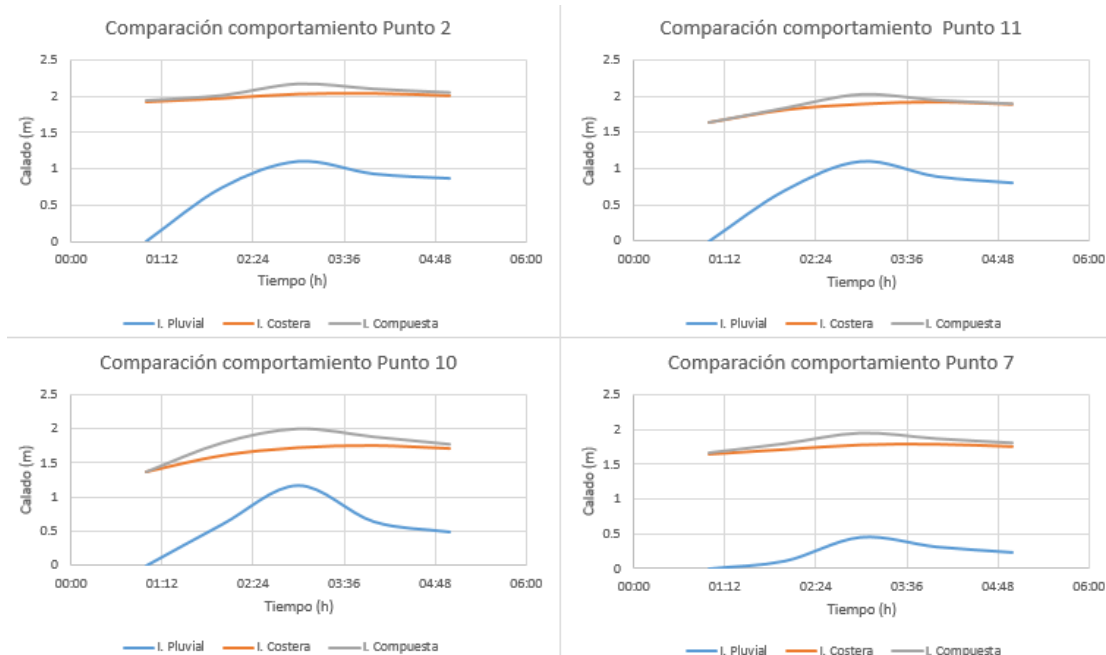 Comparación comportamiento Punto 2
2.5
2
1.5
1
0.5
0
Calado (m)
00:00 01:12 02:24 03:36 04:48 06:00
Tiempo (h)
I. Pluvial I. Costera I. Compuesta
Comparación comportamiento Punto 11
2.5
2
1.5
1
0.5
0
Calado (m)
00:00 01:12 02:24 03:36 04:48 06:00
Tiempo (h)
I. Pluvial I. Costera I. Compuesta
Comparación comportamiento Punto 10
2.5
2
1.5
1
0.5
0
Calado (m)
00:00 01:12 02:24 03:36 04:48 06:00
Tiempo (h)
I. Pluvial I. Costera I. Compuesta
Comparación comportamiento Punto 7
2.5
2
1.5
1
0.5
0
Calado (m)
00:00 01:12 02:24 03:36 04:48 06:00
Tiempo (h)
I. Pluvial I. Costera I. Compuesta